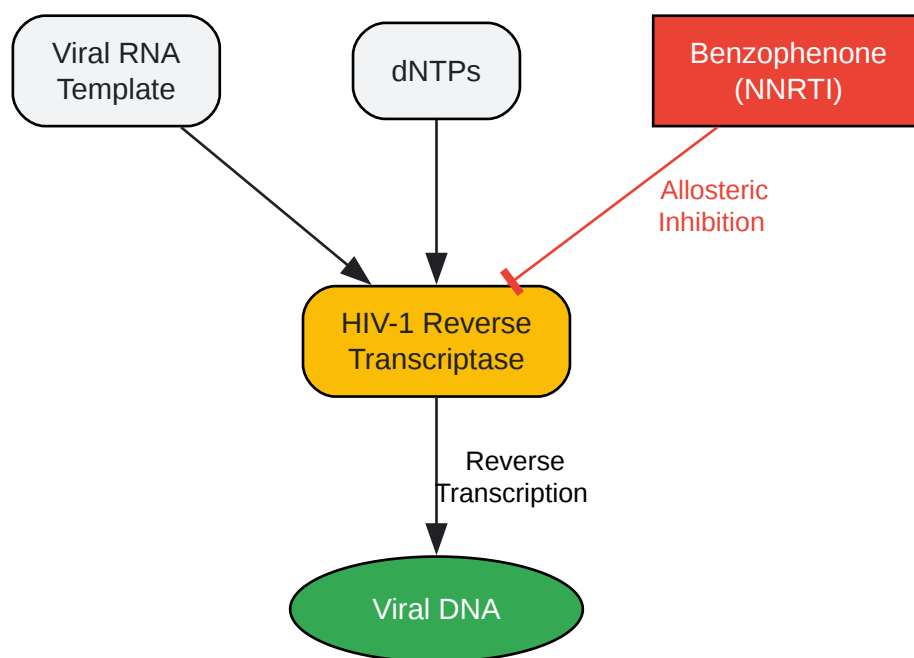 Viral RNA
Template
dNTPs
Benzophenone
(NNRTI)
Allosteric
Inhibition
HIV-1 Reverse
Transcriptase
Reverse
Transcription
Viral DNA